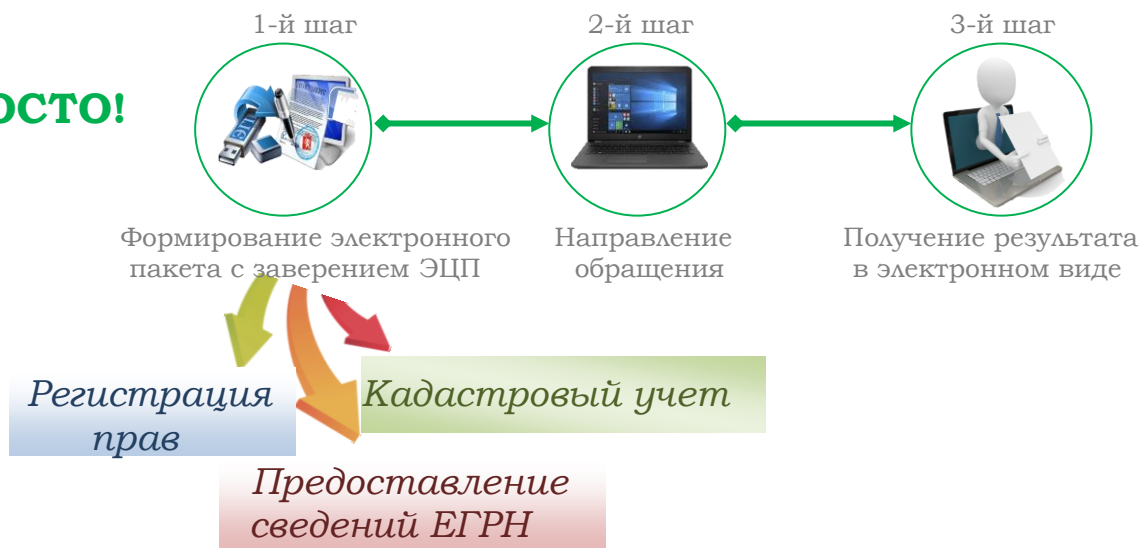 1-й шаг
2-й шаг
3-й шаг
ОСТО!
Формирование электронного
пакета с заверением ЭЦП
Направление
обращения
Получение результата
в электронном виде
Регистрация
прав
Кадастровый учет
Предоставление
сведений ЕГРН